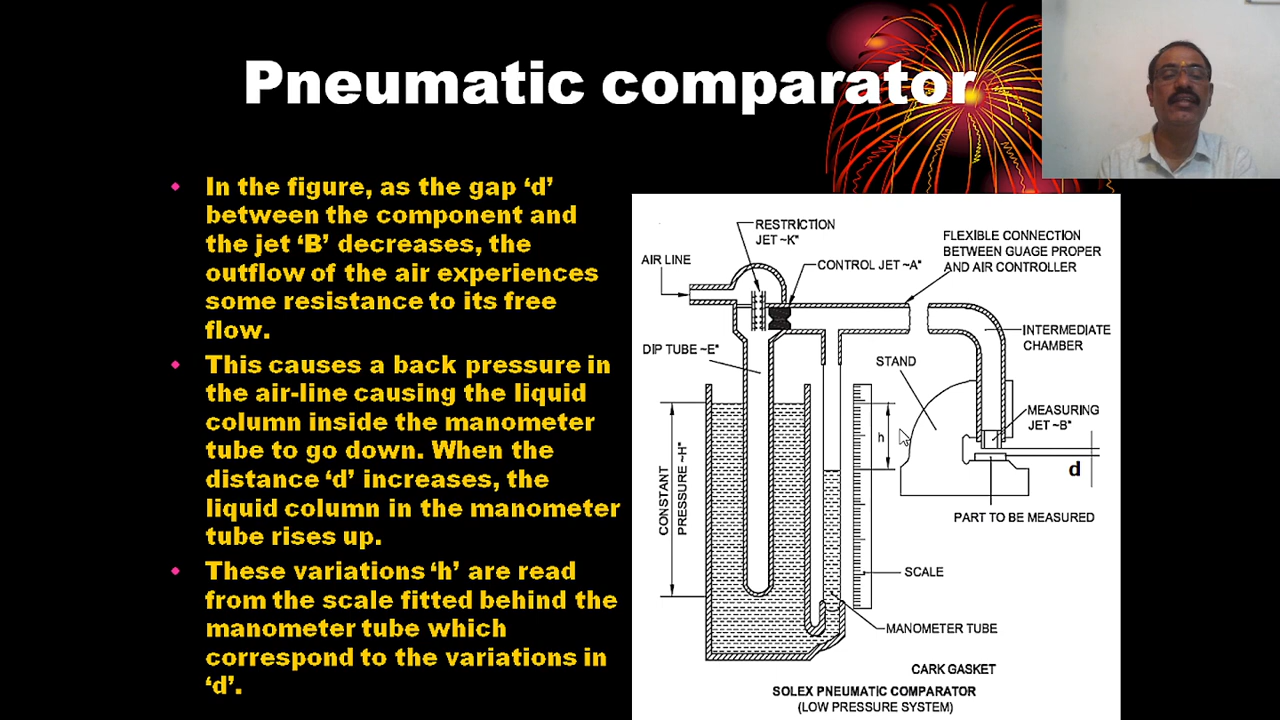 Pneumatic comparator
In the figure, as the gap ‘d’
between the component and
the jet ‘B’ decreases, the
outflow of the air experiences
some resistance to its free
flow.
This causes a back pressure in
the air-line causing the liquid
column inside the manometer
tube to go down. When the
distance ‘d’ increases, the
liquid column in the manometer
tube rises up.
These variations ‘h’ are read
from the scale fitted behind the
manometer tube which
correspond to the variations in
‘d’.
RESTRICTION
JET ~K"
AIR LINE
CONTROL JET ~A"
FLEXIBLE CONNECTION
BETWEEN GUAGE PROPER
AND AIR CONTROLLER
DIP TUBE ~E"
INTERMEDIATE
CHAMBER
STAND
MEASURING
JET ~B"
h
d
CONSTANT
PRESSURE ~H"
PART TO BE MEASURED
SCALE
MANOMETER TUBE
CARK GASKET
SOLEX PNEUMATIC COMPARATOR
(LOW PRESSURE SYSTEM)